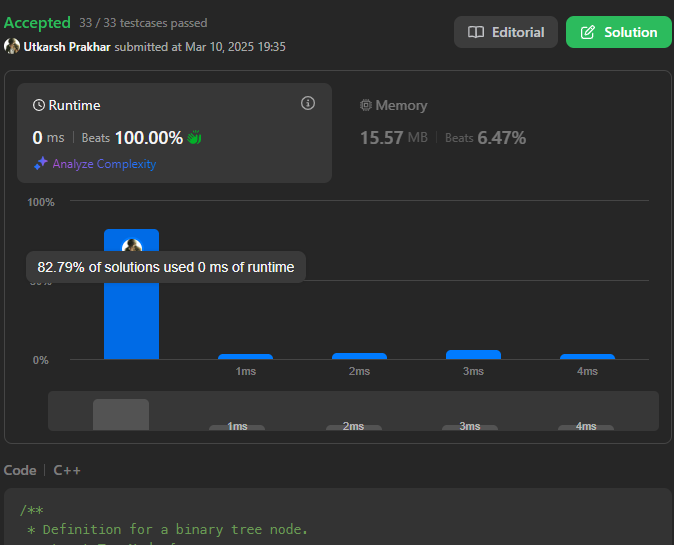 Accepted 33 / 33 testcases passed
Utkarsh Prakhar submitted at Mar 10, 2025 19:35
Editorial
Solution
Runtime
0 ms | Beats 100.00%
Analyze Complexity
Memory
15.57 MB | Beats 6.47%
100%
82.79% of solutions used 0 ms of runtime
0%
1ms 2ms 3ms 4ms
1ms 2ms 3ms 4ms
Code | C++
/**
* Definition for a binary tree node.